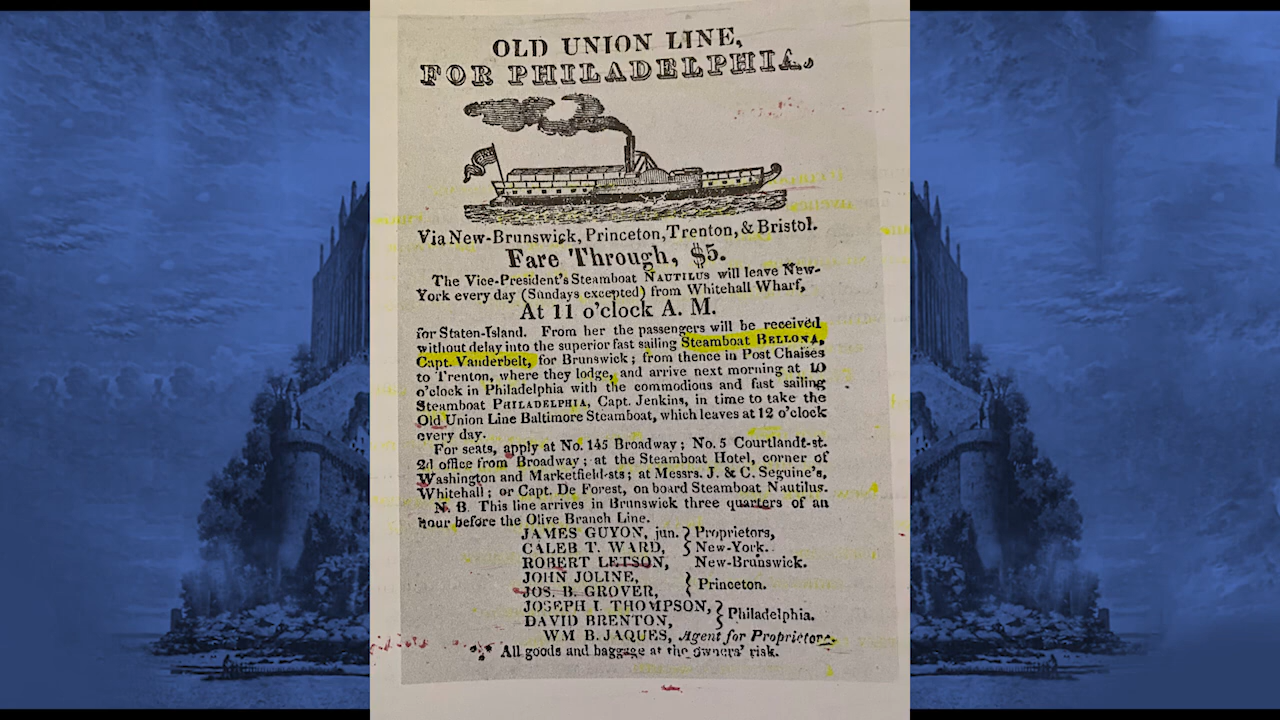 OLD UNION LINE,
FOR PHILADELPHIA.
Via New-Brunswick, Princeton, Trenton, & Bristol.
Fare Through, $5.
The Vice-President's Steamboat NAUTILUS will leave New-
York every day (Sundays excepted) from Whitehall Wharf,
At 11 o'clock A. M.
for Staten-Island. From her the passengers will be received
without delay into the superior fast sailing Steamboat BELLONA,
Capt. Vanderbelt, for Brunswick; from thence in Post Chaises
to Trenton, where they lodge, and arrive next morning at 10
o'clock in Philadelphia with the commodious and fast sailing
Steamboat PHILADELPHIA, Capt. Jenkins, in time to take the
Old Union Line Baltimore Steamboat, which leaves at 12 o'clock
every day.
For seats, apply at No. 145 Broadway; No. 5 Courtlandt-st.
2d office from Broadway; at the Steamboat Hotel, corner of
Washington and Marketfield-sts; at Messrs. J. & C. Seguine's,
Whitehall; or Capt. De Forest, on board Steamboat Nautilus.
N. B. This line arrives in Brunswick three quarters of an
hour before the Olive Branch Line.
JAMES GUYON, jun. } Proprietors,
CALEB T. WARD, } New-York.
ROBERT LETSON, New-Brunswick.
JOHN JOLINE, } Princeton.
JOS. B. GROVER,
JOSEPH I. THOMPSON, } Philadelphia.
DAVID BRENTON,
WM B. JAQUES, Agent for Proprietors.
All goods and baggage at the owners' risk.